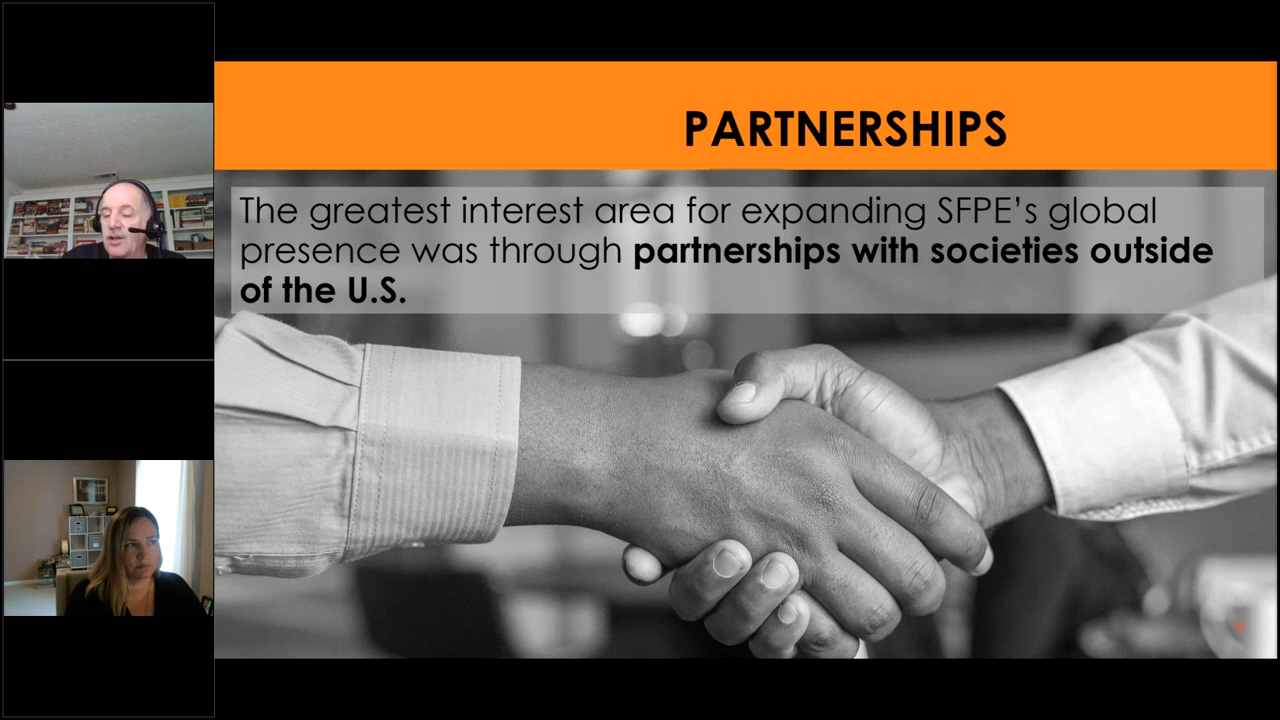 PARTNERSHIPS
The greatest interest area for expanding SFPE’s global
presence was through partnerships with societies outside
of the U.S.